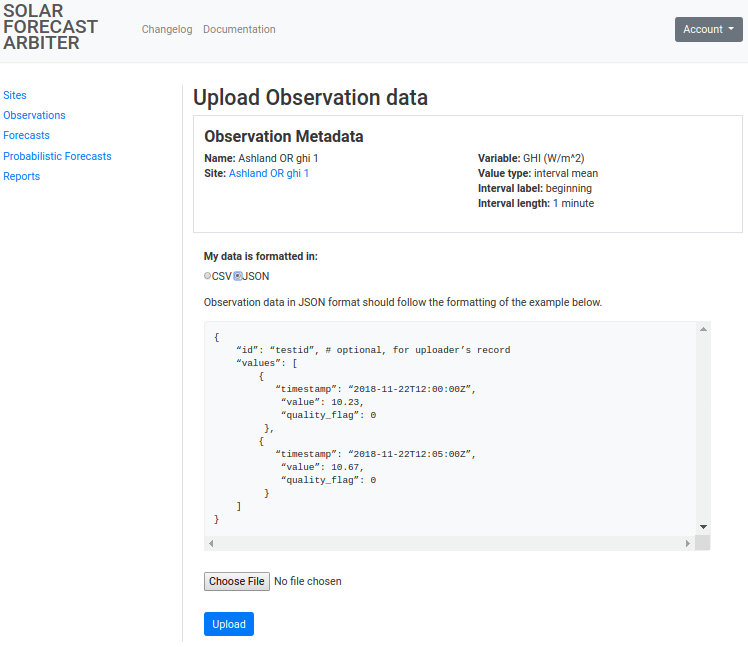 SOLAR
FORECAST
ARBITER
Changelog Documentation
Account
Sites
Observations
Forecasts
Probabilistic Forecasts
Reports
Upload Observation data
Observation Metadata
Name: Ashland OR ghi 1
Site: Ashland OR ghi 1
Variable: GHI (W/m^2)
Value type: interval mean
Interval label: beginning
Interval length: 1 minute
My data is formatted in:
CSV JSON
Observation data in JSON format should follow the formatting of the example below.
{
    “id”: “testid”, # optional, for uploader’s record
    “values”: [
        {
           “timestamp”: “2018-11-22T12:00:00Z”,
            “value”: 10.23,
            “quality_flag”: 0
         },
        {
           “timestamp”: “2018-11-22T12:05:00Z”,
            “value”: 10.67,
            “quality_flag”: 0
         }
    ]
}
Choose File No file chosen
Upload